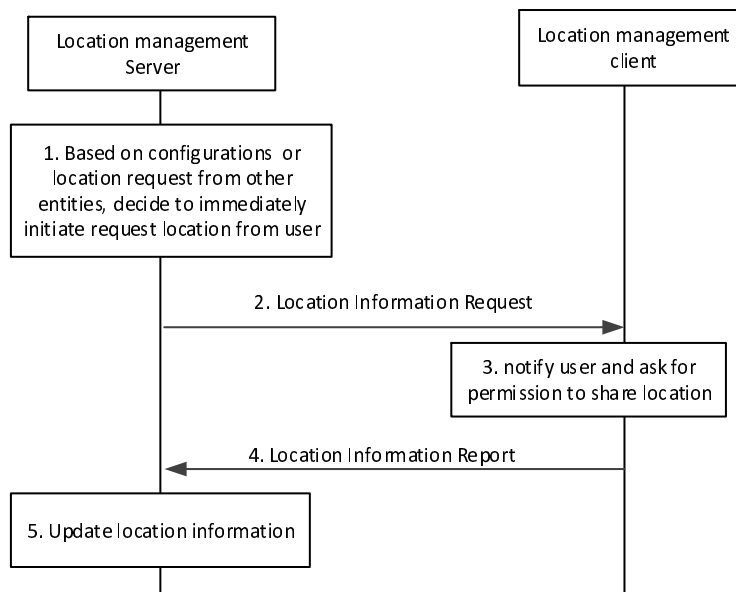 Location management
Server
Location management
client
1. Based on configurations or
location request from other
entities, decide to immediately
initiate request location from user
2. Location Information Request
3. notify user and ask for
permission to share location
4. Location Information Report
5. Update location information